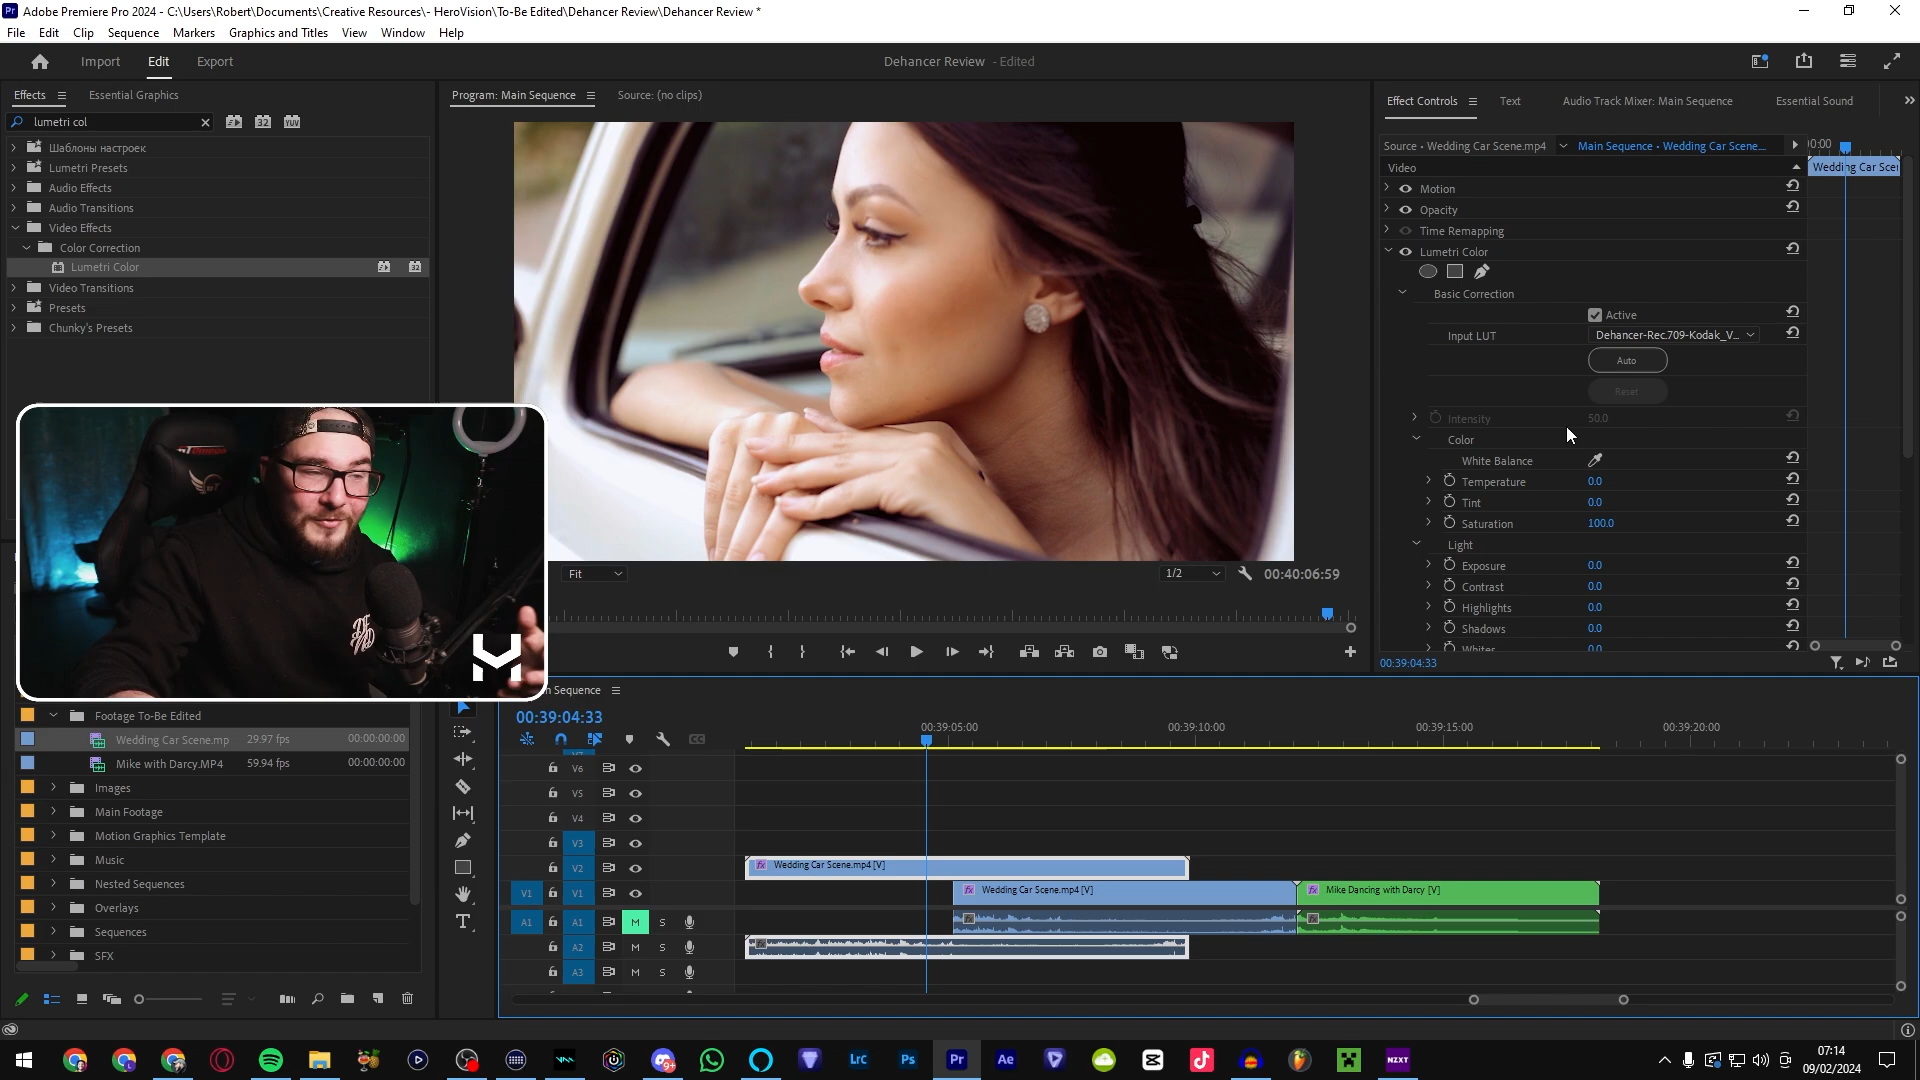 Adobe Premiere Pro 2024 - C:\Users\Robert\Documents\Creative Resources\- HeroVision\To-Be Edited\Dehancer Review\Dehancer Review *
File Edit Clip Sequence Markers Graphics and Titles View Window Help
Import Edit Export
Dehancer Review - Edited
Effects Essential Graphics
lumetri col
Шаблоны настроек
Lumetri Presets
Audio Effects
Audio Transitions
Video Effects
Color Correction
Lumetri Color
Video Transitions
Presets
Chunky's Presets
Program: Main Sequence Source: (no clips)
Fit
1/2
00:40:06:59
Effect Controls Text Audio Track Mixer: Main Sequence Essential Sound
Source • Wedding Car Scene.mp4 Main Sequence • Wedding Car Scene...
Video
Motion
Opacity
Time Remapping
Lumetri Color
Basic Correction
Active
Input LUT Dehancer-Rec.709-Kodak_V...
Auto
Reset
Intensity 50.0
Color
White Balance
Temperature 0.0
Tint 0.0
Saturation 100.0
Light
Exposure 0.0
Contrast 0.0
Highlights 0.0
Shadows 0.0
00:39:04:33
Footage To-Be Edited
Wedding Car Scene.mp 29.97 fps 00:00:00:00
Mike with Darcy.MP4 59.94 fps 00:00:00:00
Images
Main Footage
Motion Graphics Template
Music
Nested Sequences
Overlays
Sequences
SFX
Sequence
00:39:04:33
00:39:05:00 00:39:10:00 00:39:15:00 00:39:20:00
V6
V5
V4
V3
V2 Wedding Car Scene.mp4 [V]
V1 V1 Wedding Car Scene.mp4 [V] Mike Dancing with Darcy [V]
A1 A1 M S
A2 M S
A3 M S
Lrc Ps Pr Ae NZXT
07:14
09/02/2024